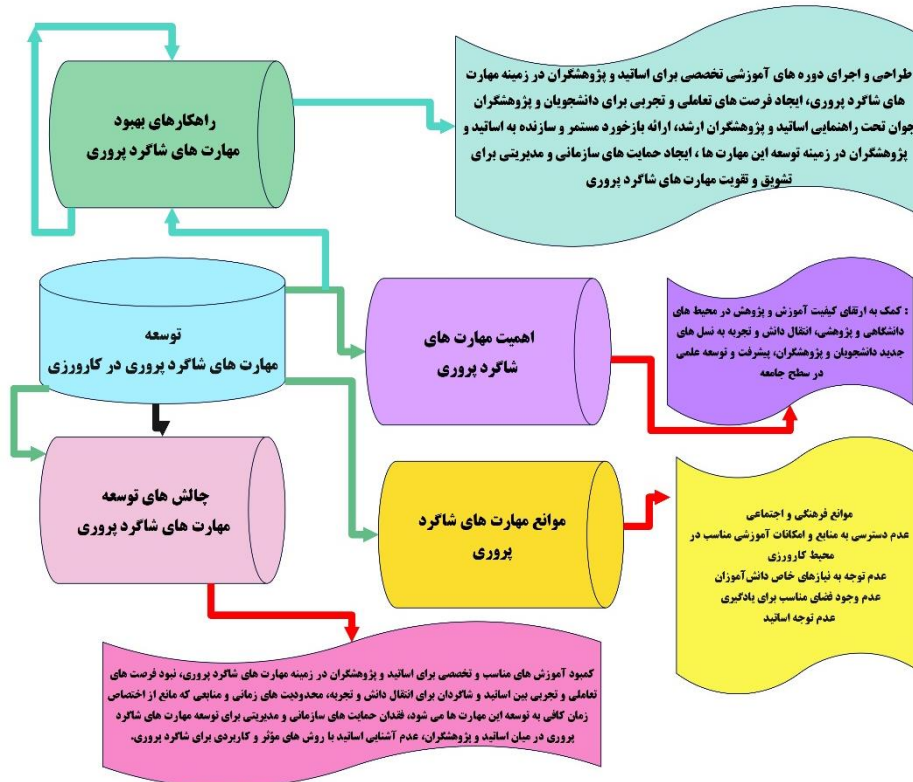 طراحی و اجرای دوره های آموزشی تخصصی برای اساتید و پژوهشگران در زمینه مهارت
های شاگرد پروری، ایجاد فرصت های تعاملی و تجربی برای دانشجویان و پژوهشگران
جوان تحت راهنمایی اساتید و پژوهشگران ارشد، ارائه بازخورد مستمر و سازنده به اساتید و
پژوهشگران در زمینه توسعه این مهارت ها ، ایجاد حمایت های سازمانی و مدیریتی برای
تشویق و تقویت مهارت های شاگرد پروری
راهکارهای بهبود
مهارت های شاگرد پروری
توسعه
مهارت های شاگرد پروری در کارورزی
اهمیت مهارت های
شاگرد پروری
: کمک به ارتقای کیفیت آموزش و پژوهش در محیط های
دانشگاهی و پژوهشی، انتقال دانش و تجربه به نسل های
جدید دانشجویان و پژوهشگران، پیشرفت و توسعه علمی
در سطح جامعه
چالش های توسعه
مهارت های شاگرد پروری
موانع مهارت های شاگرد
پروری
موانع فرهنگی و اجتماعی
عدم دسترسی به منابع و امکانات آموزشی مناسب در
محیط کارورزی
عدم توجه به نیازهای خاص دانش‌آموزان
عدم وجود فضای مناسب برای یادگیری
عدم توجه اساتید
کمبود آموزش های مناسب و تخصصی برای اساتید و پژوهشگران در زمینه مهارت های شاگرد پروری، نبود فرصت های
تعاملی و تجربی بین اساتید و شاگردان برای انتقال دانش و تجربه، محدودیت های زمانی و منابعی که مانع از اختصاص
زمان کافی به توسعه این مهارت ها می شود، فقدان حمایت های سازمانی و مدیریتی برای توسعه مهارت های شاگرد
پروری در میان اساتید و پژوهشگران، عدم آشنایی اساتید با روش های مؤثر و کاربردی برای شاگرد پروری.